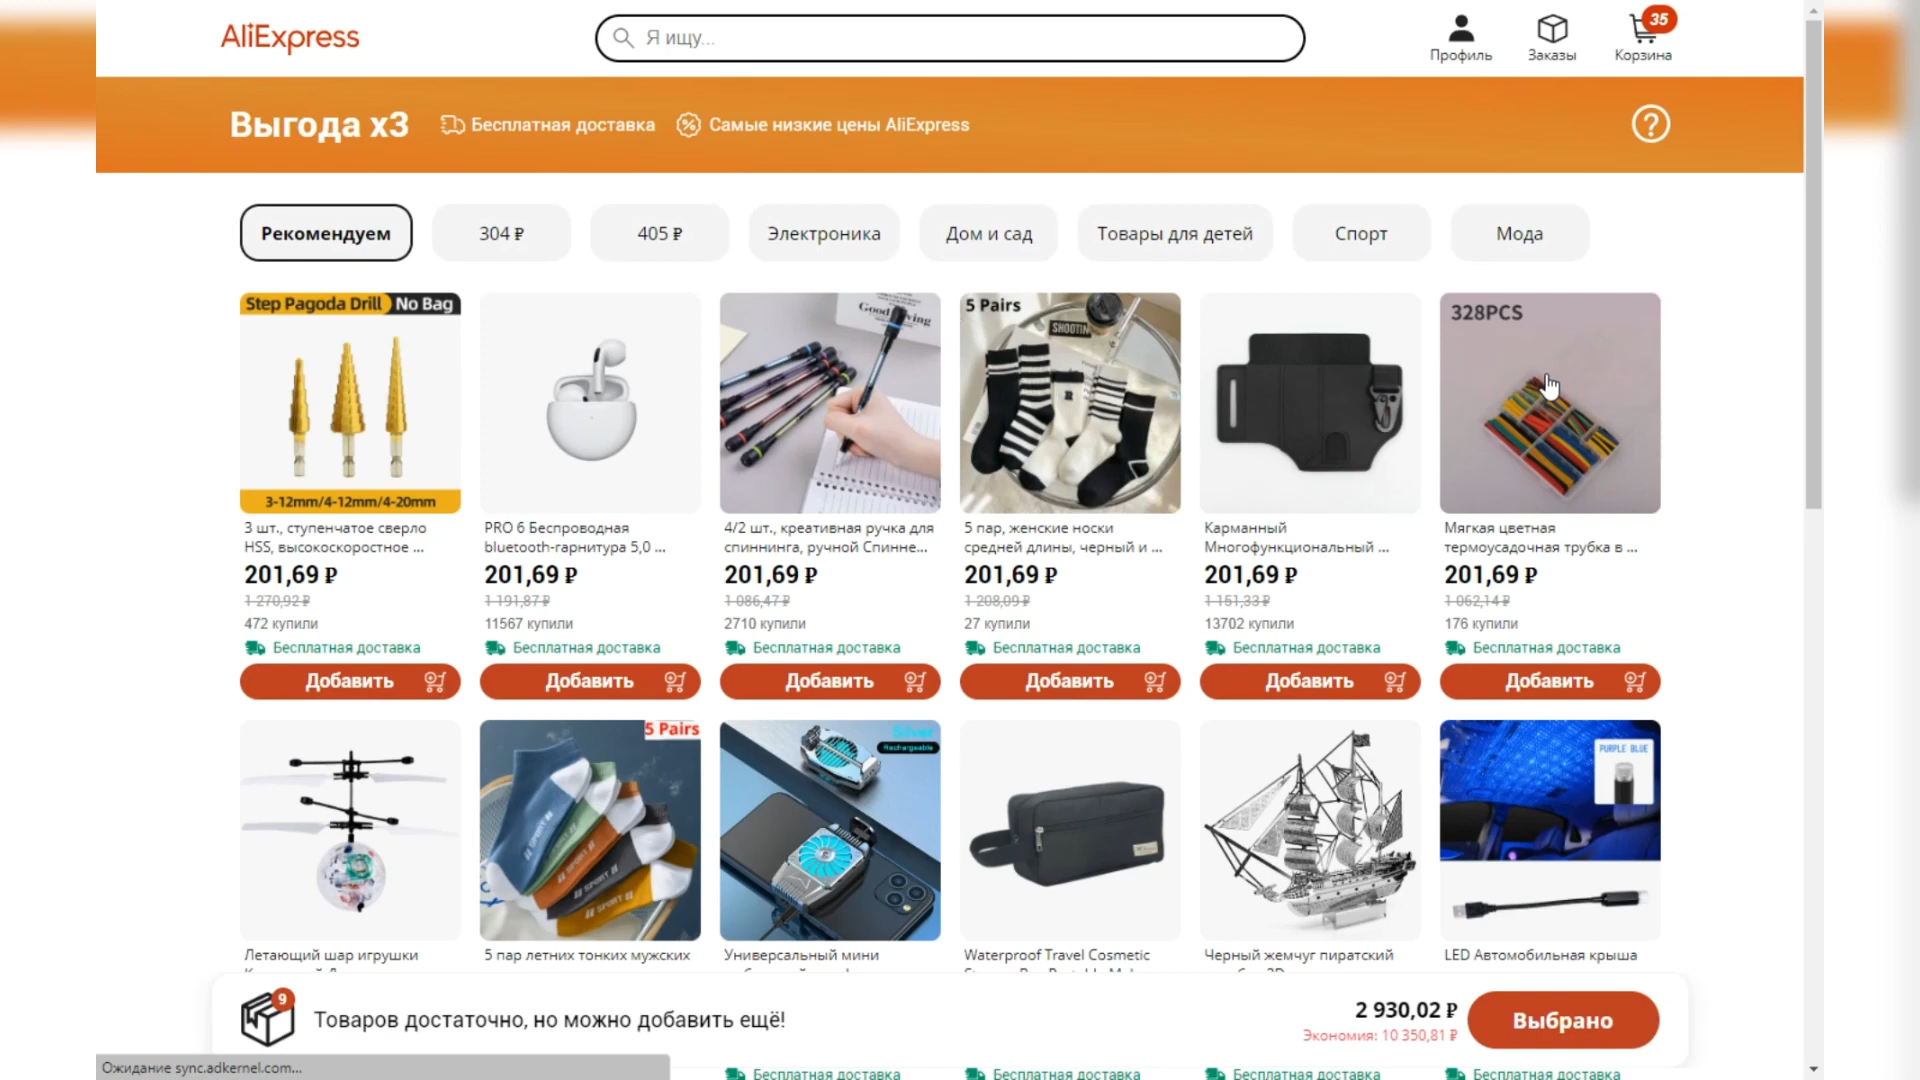 AliExpress
Я ищу...
Профиль
Заказы
35
Корзина
Выгода x3
Бесплатная доставка
Самые низкие цены AliExpress
?
Рекомендуем
304 ₽
405 ₽
Электроника
Дом и сад
Товары для детей
Спорт
Мода
Step Pagoda Drill No Bag
3-12mm/4-12mm/4-20mm
5 Pairs
SHOOTIN
328PCS
3 шт., ступенчатое сверло
HSS, высокоскоростное ...
201,69 ₽
1 270,92 ₽
472 купили
Бесплатная доставка
Добавить
PRO 6 Беспроводная
bluetooth-гарнитура 5,0 ...
201,69 ₽
1 191,87 ₽
11567 купили
Бесплатная доставка
Добавить
4/2 шт., креативная ручка для
спиннинга, ручной Спинне...
201,69 ₽
1 086,47 ₽
2710 купили
Бесплатная доставка
Добавить
5 пар, женские носки
средней длины, черный и ...
201,69 ₽
1 208,09 ₽
27 купили
Бесплатная доставка
Добавить
Карманный
Многофункциональный ...
201,69 ₽
1 151,33 ₽
13702 купили
Бесплатная доставка
Добавить
Мягкая цветная
термоусадочная трубка в ...
201,69 ₽
1 062,14 ₽
176 купили
Бесплатная доставка
Добавить
5 Pairs
SPORT
SPORT
SPORT
Silver
Rechargeable
PURPLE BLUE
Летающий шар игрушки
5 пар летних тонких мужских
Универсальный мини
Waterproof Travel Cosmetic
Черный жемчуг пиратский
LED Автомобильная крыша
9
Товаров достаточно, но можно добавить ещё!
2 930,02 ₽
Экономия: 10 350,81 ₽
Выбрано
Ожидание sync.adkernel.com...
Бесплатная доставка
Бесплатная доставка
Бесплатная доставка
Бесплатная доставка